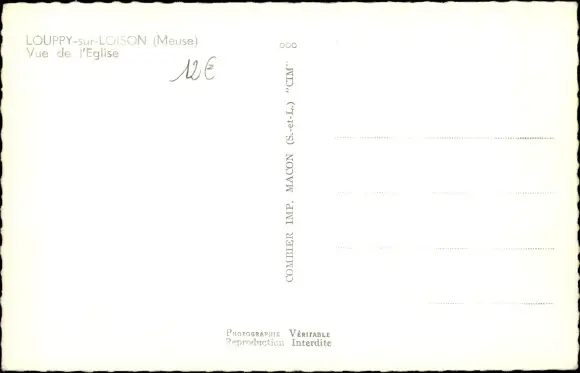 LOUPPY-sur-LOISON (Meuse)
Vue de l'Eglise
12€
COMBIER IMP. MACON (S.-et-L.) "CIM"
PHOTOGRAPHIE VÉRITABLE
Reproduction Interdite